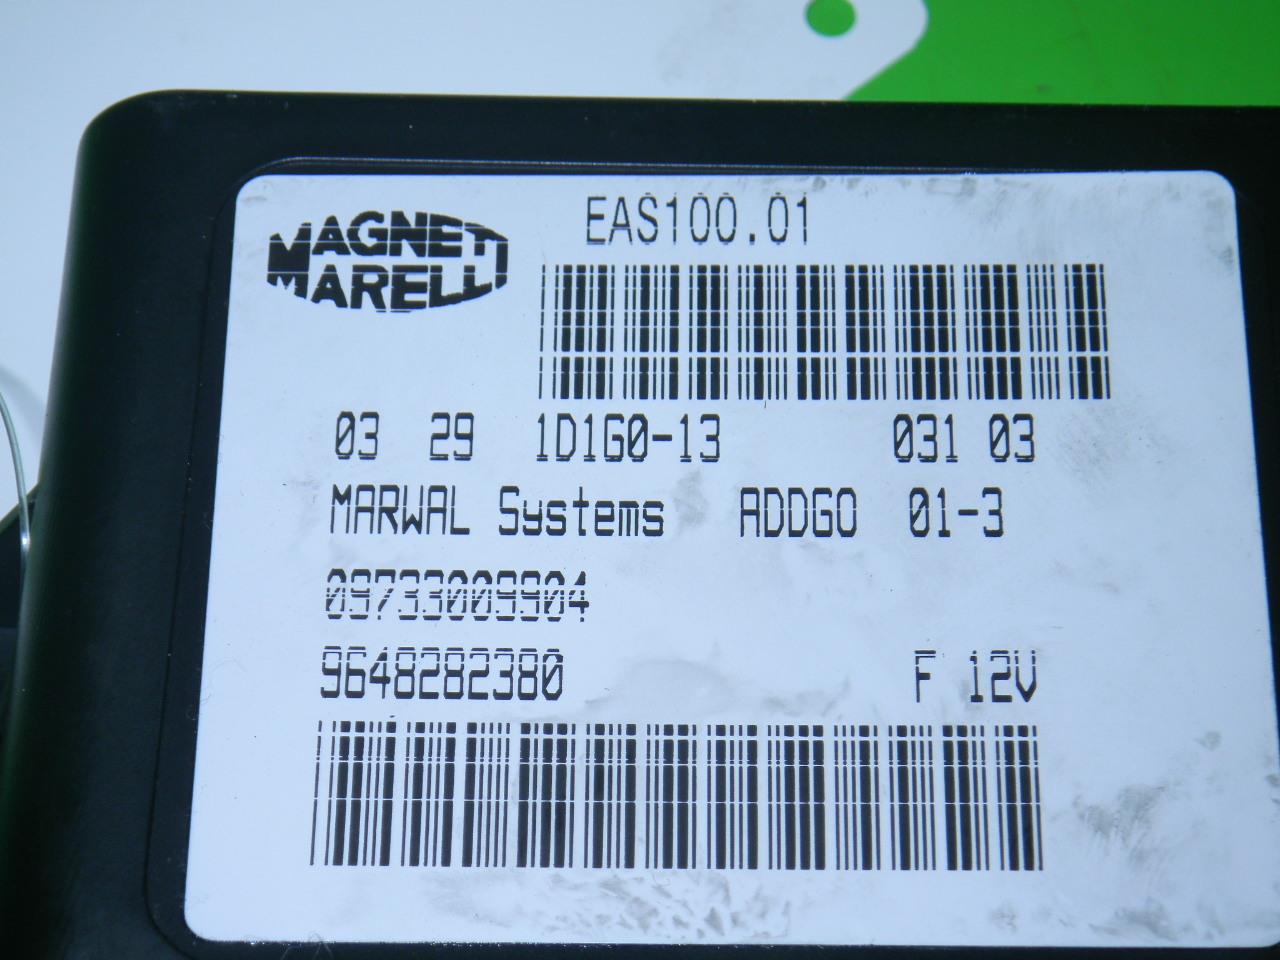 MAGNETI
MARELLI
EAS100.01
03 29 1D1G0-13 031 03
MARWAL Systems ADDGO 01-3
09733009904
9648282380 F 12V